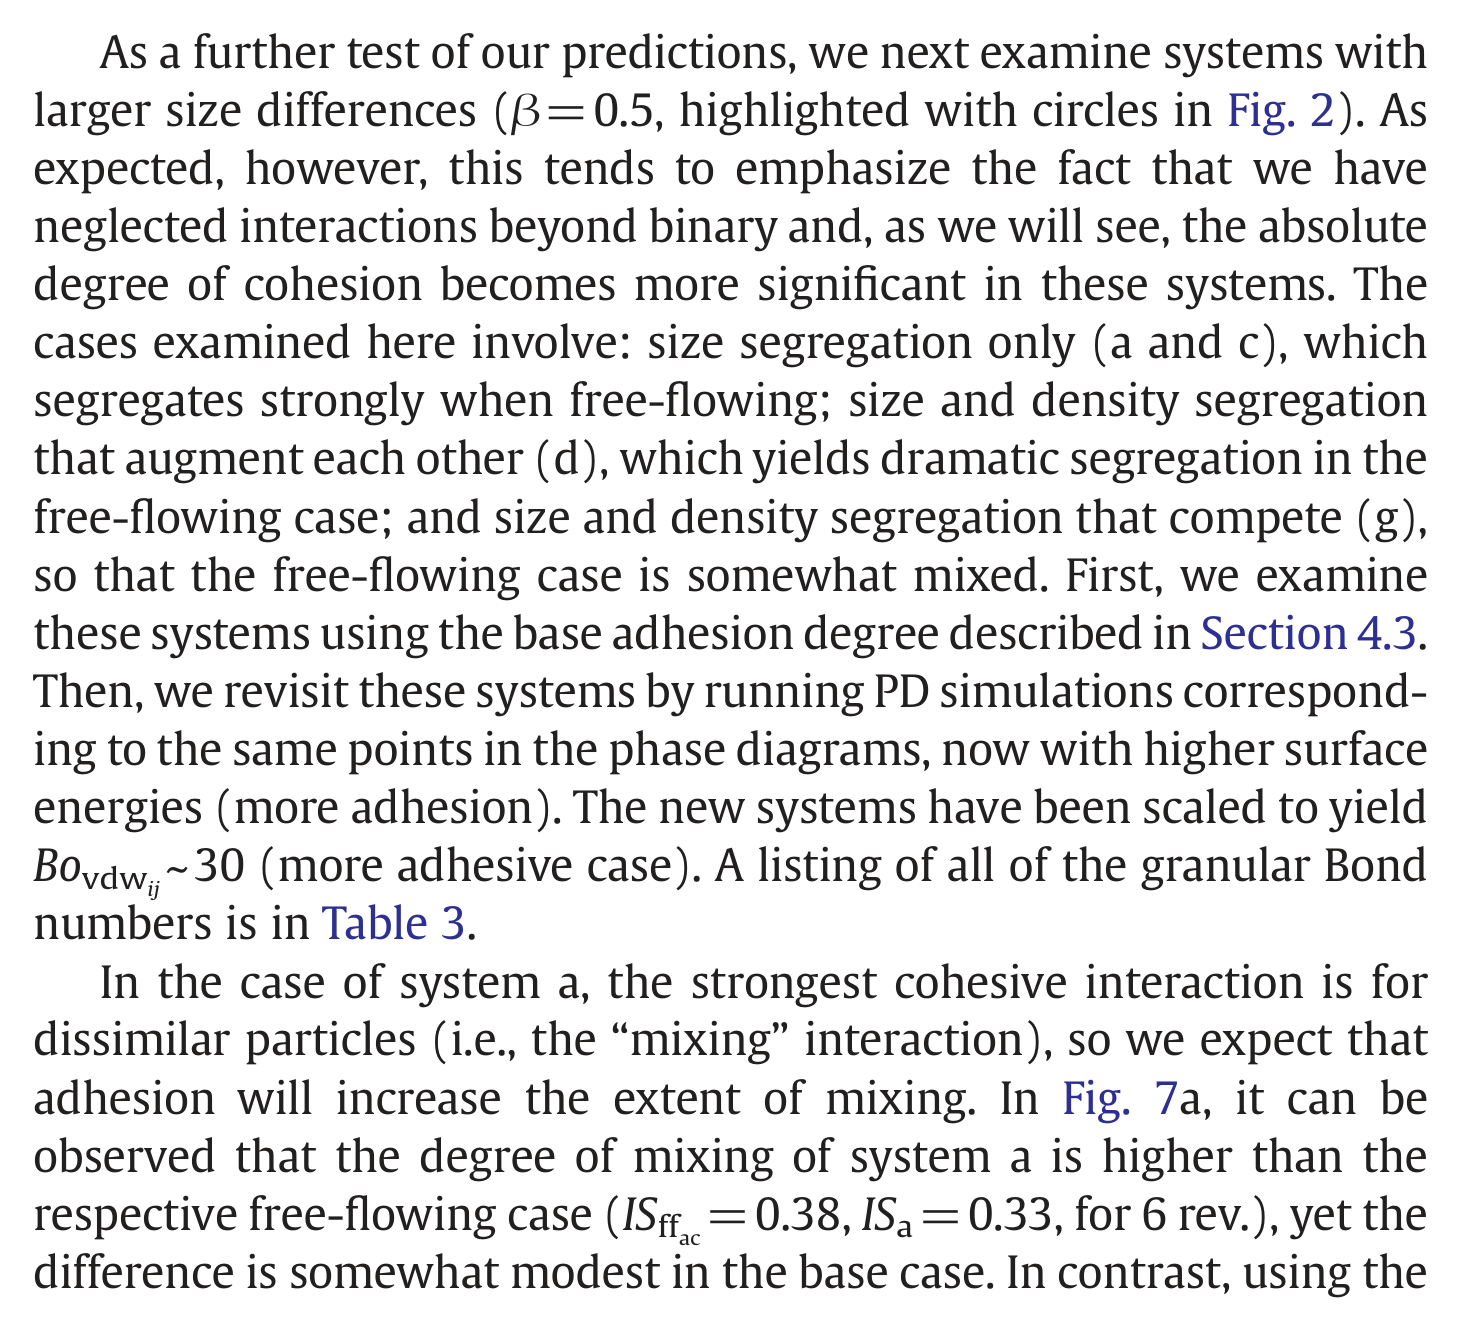 As a further test of our predictions, we next examine systems with
larger size differences (β = 0.5, highlighted with circles in Fig. 2). As
expected, however, this tends to emphasize the fact that we have
neglected interactions beyond binary and, as we will see, the absolute
degree of cohesion becomes more significant in these systems. The
cases examined here involve: size segregation only (a and c), which
segregates strongly when free-flowing; size and density segregation
that augment each other (d), which yields dramatic segregation in the
free-flowing case; and size and density segregation that compete (g),
so that the free-flowing case is somewhat mixed. First, we examine
these systems using the base adhesion degree described in Section 4.3.
Then, we revisit these systems by running PD simulations correspond-
ing to the same points in the phase diagrams, now with higher surface
energies (more adhesion). The new systems have been scaled to yield
Bo_{vdw_{ij}} ~ 30 (more adhesive case). A listing of all of the granular Bond
numbers is in Table 3.
In the case of system a, the strongest cohesive interaction is for
dissimilar particles (i.e., the “mixing” interaction), so we expect that
adhesion will increase the extent of mixing. In Fig. 7a, it can be
observed that the degree of mixing of system a is higher than the
respective free-flowing case (IS_{ff_{ac}} = 0.38, IS_a = 0.33, for 6 rev.), yet the
difference is somewhat modest in the base case. In contrast, using the